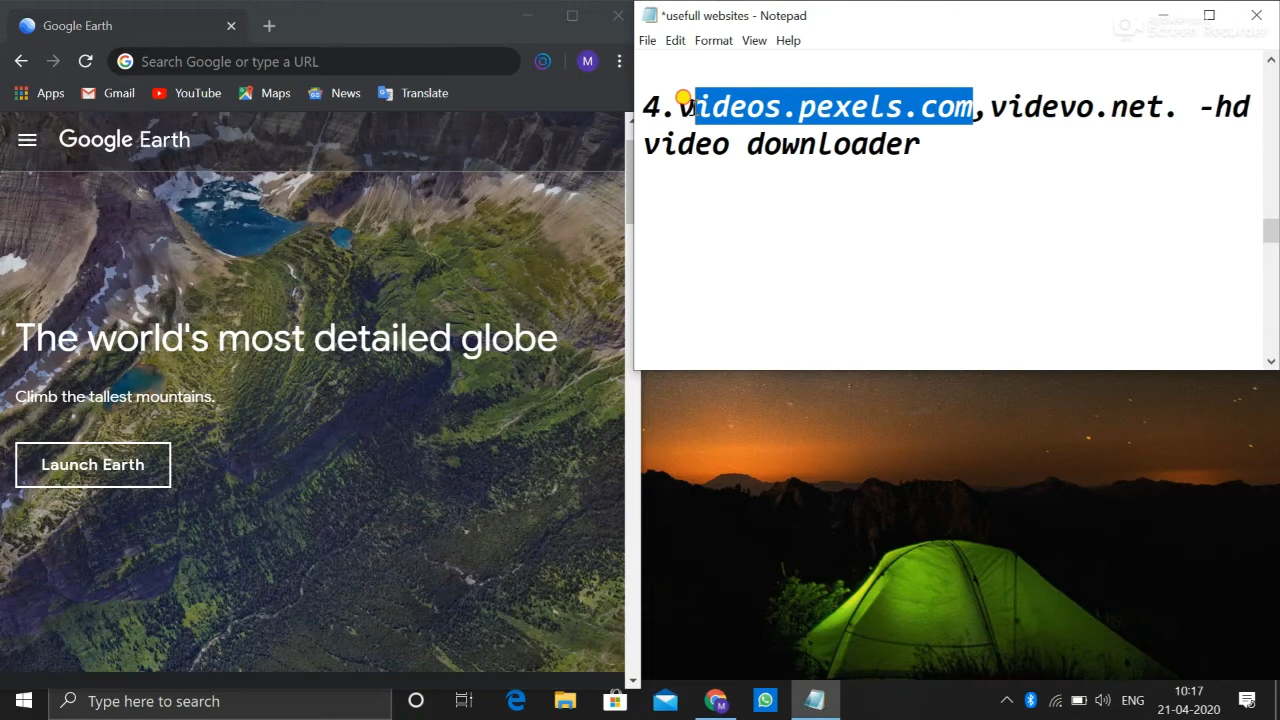 Google Earth
Search Google or type a URL
M
Apps
Gmail
YouTube
Maps
News
Translate
Google Earth
The world's most detailed globe
Climb the tallest mountains.
Launch Earth
*usefull websites - Notepad
File Edit Format View Help
Screen Recorder
4.videos.pexels.com,videvo.net. -hd
video downloader
Type here to search
M
ENG
10:17
21-04-2020